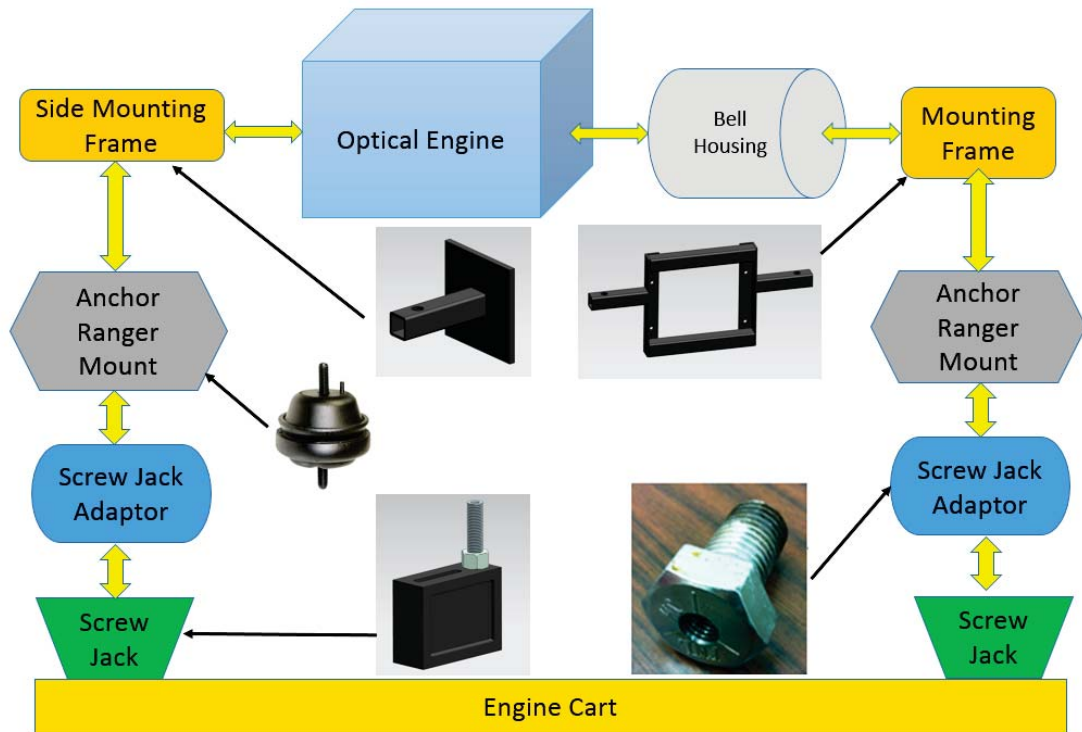 Side Mounting
Frame
Optical Engine
Bell
Housing
Mounting
Frame
Anchor
Ranger
Mount
Anchor
Ranger
Mount
Screw Jack
Adaptor
Screw Jack
Adaptor
Screw
Jack
Screw
Jack
Engine Cart